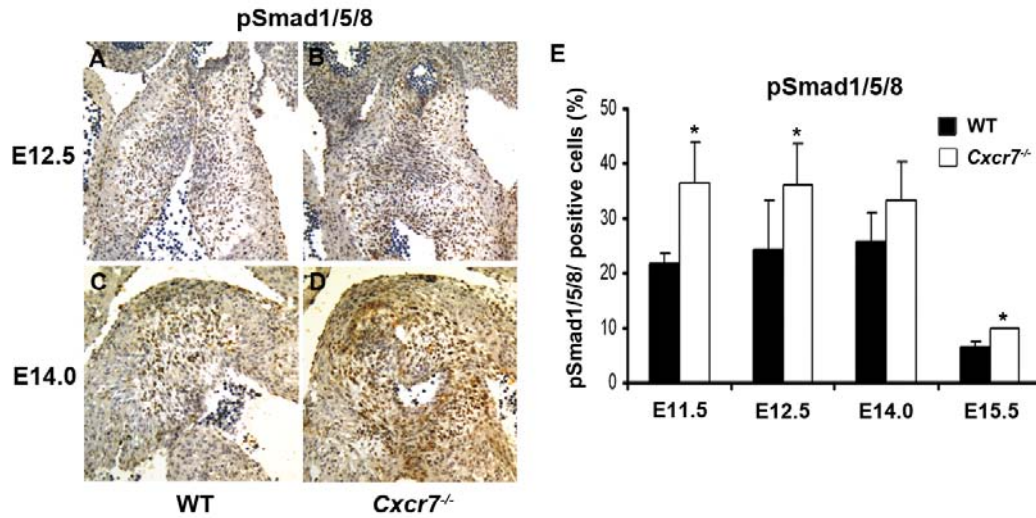 pSmad1/5/8
A
B
E12.5
C
D
E14.0
WT
Cxcr7-/-
E
pSmad1/5/8
pSmad1/5/8/ positive cells (%)
50
40
30
20
10
0
*
*
*
WT
Cxcr7-/-
E11.5
E12.5
E14.0
E15.5